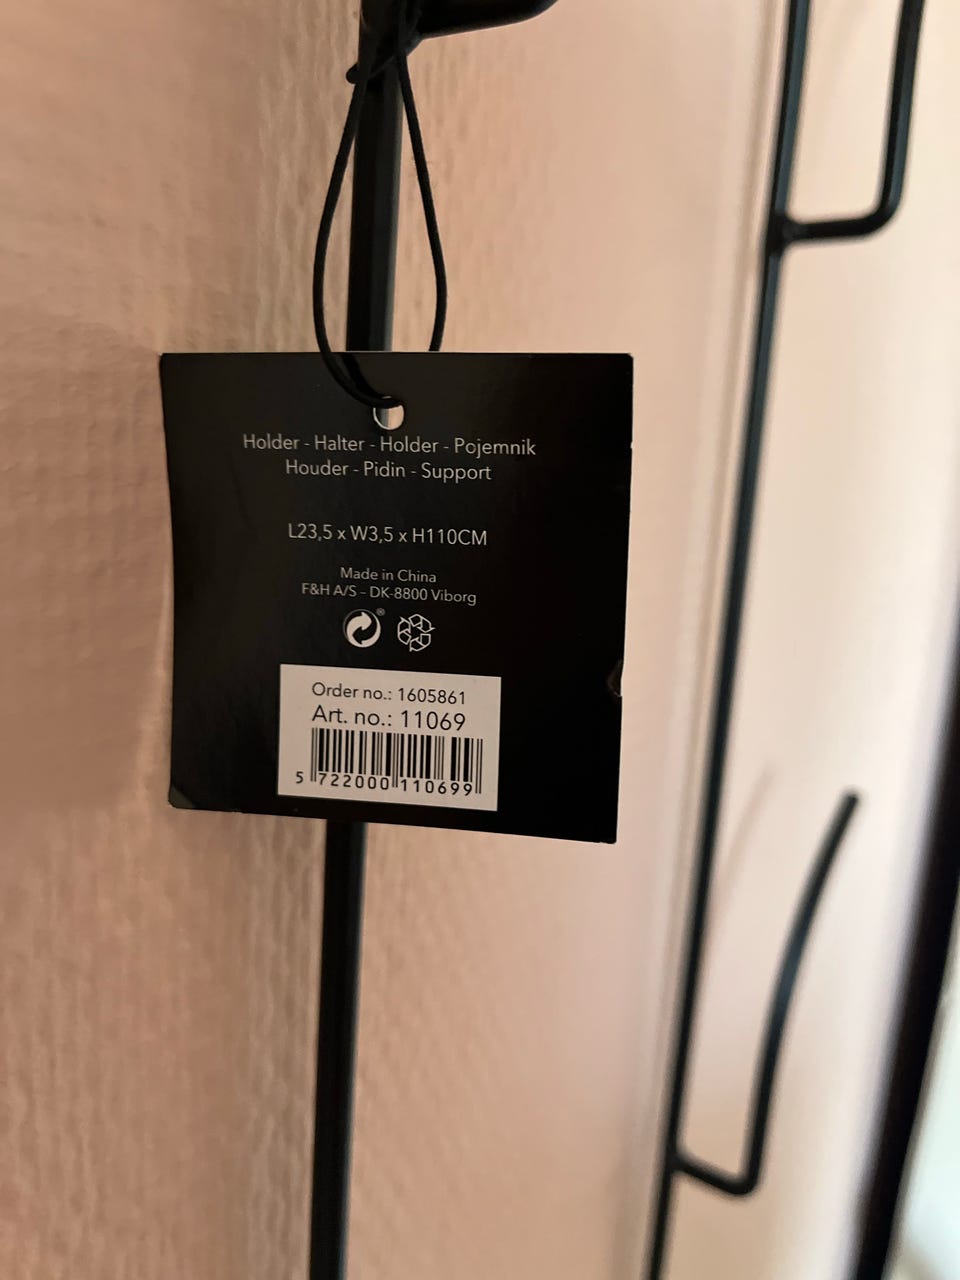 Holder - Halter - Holder - Pojemnik
Houder - Pidin - Support
L23,5 x W3,5 x H110CM
Made in China
F&H A/S - DK-8800 Viborg
®
Order no.: 1605861
Art. no.: 11069
5 722000 110699